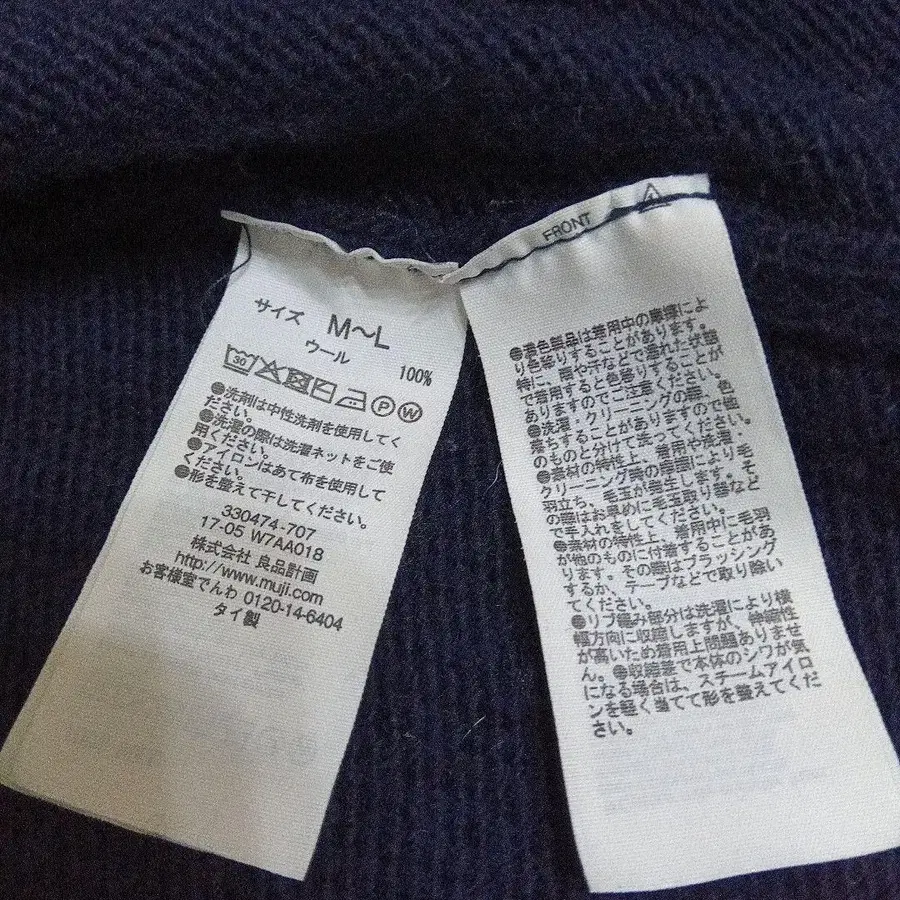 サイズ M～L
ウール 100%
30 P W
●洗剤は中性洗剤を使用してく
ださい。
●洗濯の際は洗濯ネットをご使
用ください。
●アイロンはあて布を使用して
ください。
●形を整えて干してください。
330474-707
17-05 W7AA018
株式会社 良品計画
http://www.muji.com
お客様室でんわ 0120-14-6404
タイ製
FRONT
●濃色製品は着用中の摩擦によ
り色移りすることがあります。
特に、雨や汗などで濡れた状態
で着用すると色移りすることが
ありますのでご注意ください。
●洗濯・クリーニングの際、色
落ちすることがありますので他
のものと分けて洗ってください。
●素材の特性上、着用や洗濯・
クリーニング時の摩擦により毛
羽立ち、毛玉が発生します。そ
の際はお早めに毛玉取り器など
で手入れをしてください。
●素材の特性上、着用中に毛羽
が他のものに付着することがあ
ります。その際はブラッシング
するか、テープなどで取り除い
てください。
●リブ編み部分は洗濯により横
幅方向に収縮しますが、伸縮性
が高いため着用上問題ありませ
ん。●収縮差で本体のシワが気
になる場合は、スチームアイロ
ンを軽く当てて形を整えてくだ
さい。